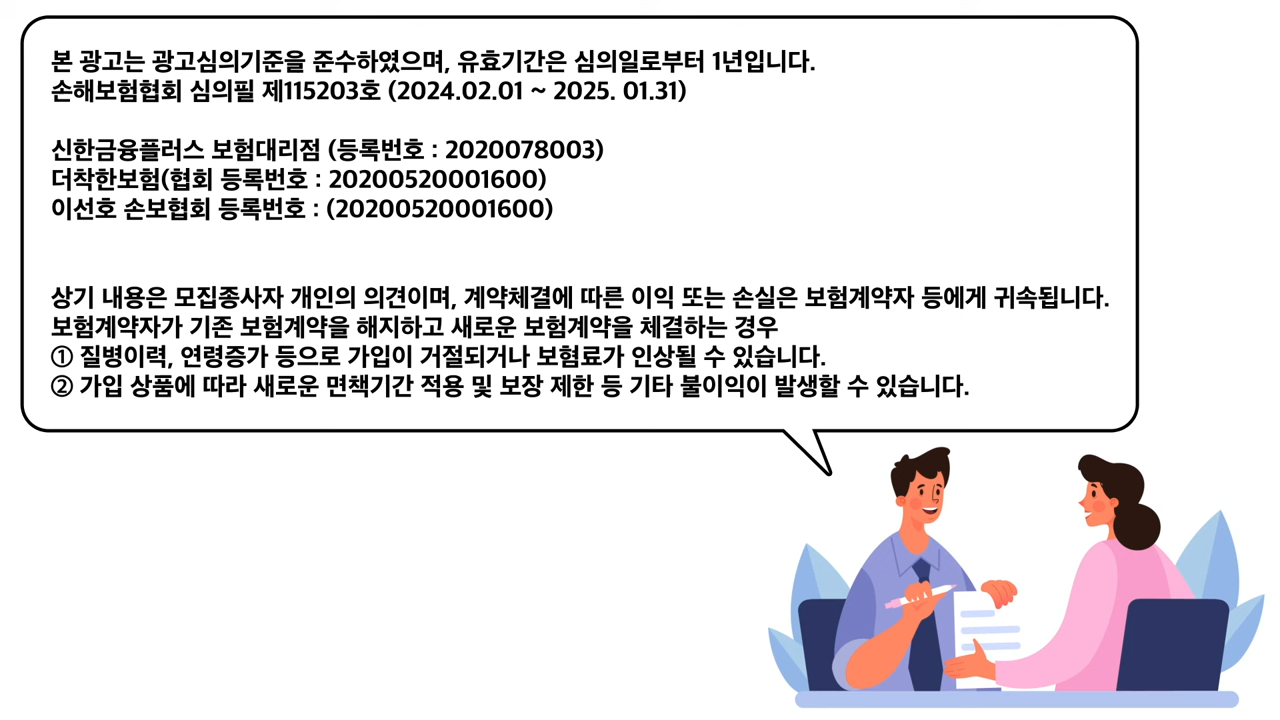 본 광고는 광고심의기준을 준수하였으며, 유효기간은 심의일로부터 1년입니다.
손해보험협회 심의필 제115203호 (2024.02.01 ~ 2025. 01.31)
신한금융플러스 보험대리점 (등록번호 : 2020078003)
더착한보험(협회 등록번호 : 20200520001600)
이선호 손보협회 등록번호 : (20200520001600)
상기 내용은 모집종사자 개인의 의견이며, 계약체결에 따른 이익 또는 손실은 보험계약자 등에게 귀속됩니다.
보험계약자가 기존 보험계약을 해지하고 새로운 보험계약을 체결하는 경우
① 질병이력, 연령증가 등으로 가입이 거절되거나 보험료가 인상될 수 있습니다.
② 가입 상품에 따라 새로운 면책기간 적용 및 보장 제한 등 기타 불이익이 발생할 수 있습니다.